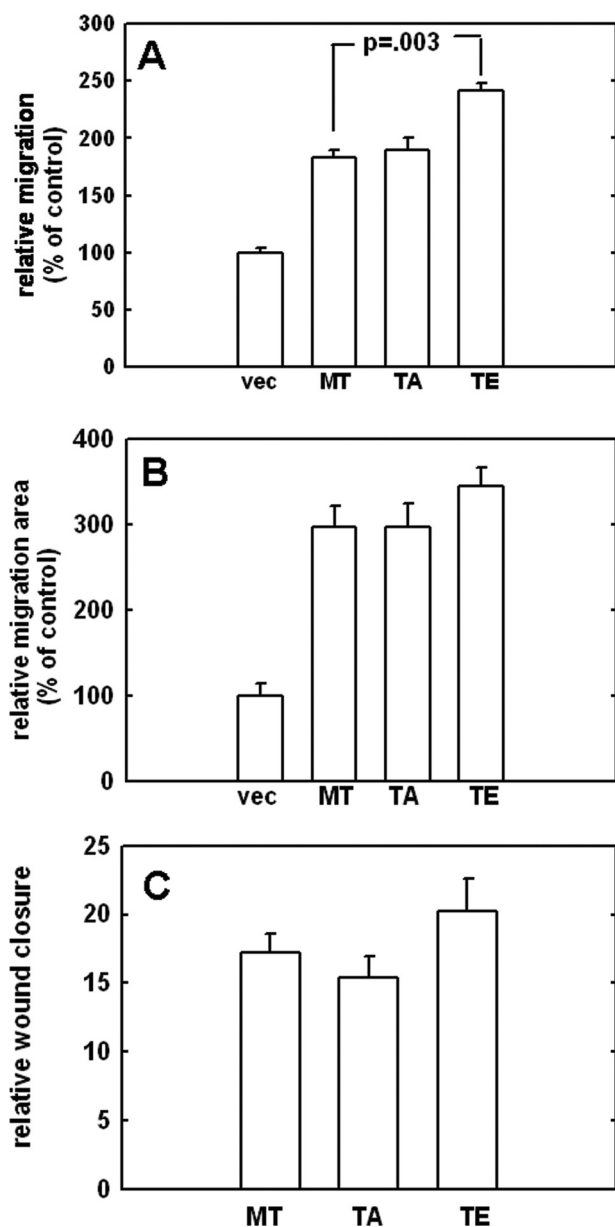 A
p=.003
relative migration
(% of control)
300
250
200
150
100
50
0
vec MT TA TE
B
relative migration area
(% of control)
400
300
200
100
0
vec MT TA TE
C
relative wound closure
25
20
15
10
5
0
MT TA TE